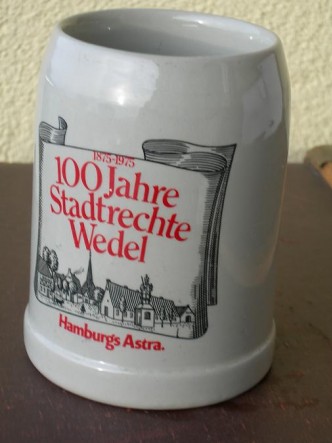 1875-1975
100 Jahre
Stadtrechte
Wedel
Hamburgs Astra.